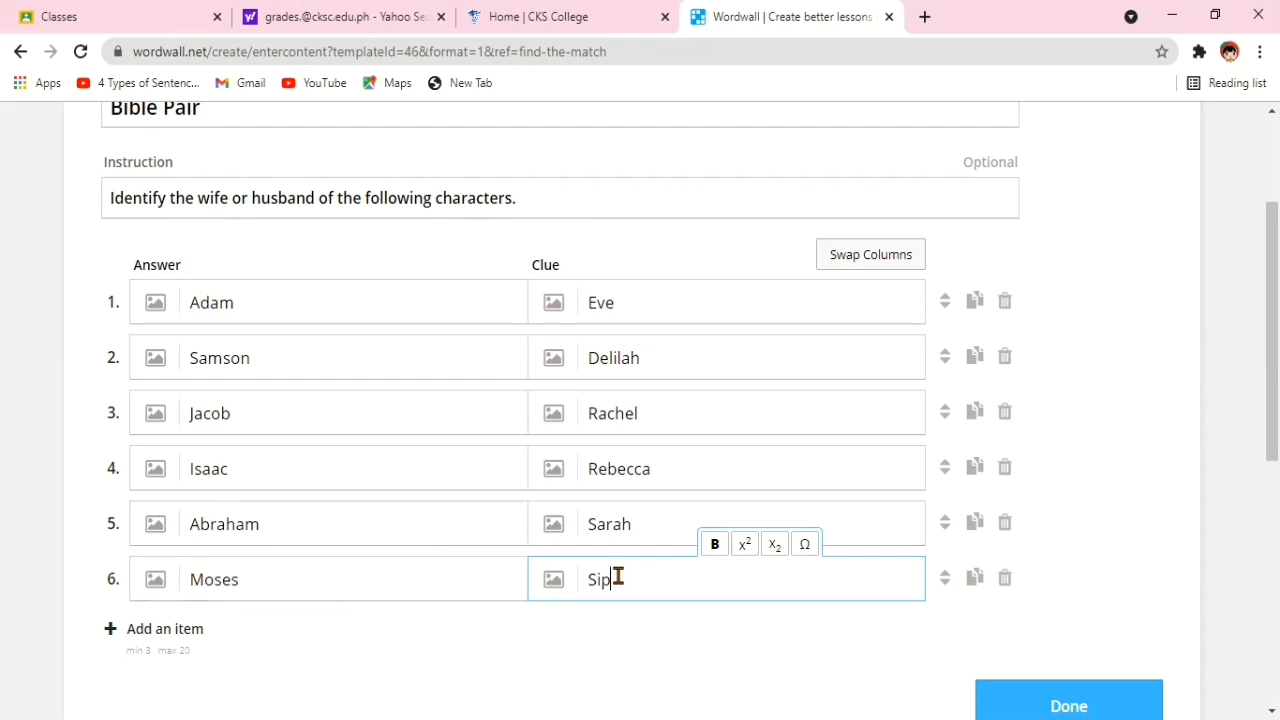 Classes
grades@cksc.edu.ph - Yahoo Se
Home | CKS College
Wordwall | Create better lessons
wordwall.net/create/entercontent?templateId=46&format=1&ref=find-the-match
Apps
4 Types of Sentenc...
Gmail
YouTube
Maps
New Tab
Reading list
Bible Pair
Instruction
Optional
Identify the wife or husband of the following characters.
Answer
Clue
Swap Columns
1. Adam Eve
2. Samson Delilah
3. Jacob Rachel
4. Isaac Rebecca
5. Abraham Sarah
B x² x₂ Ω
6. Moses Sip
+ Add an item
min 3 max 20
Done